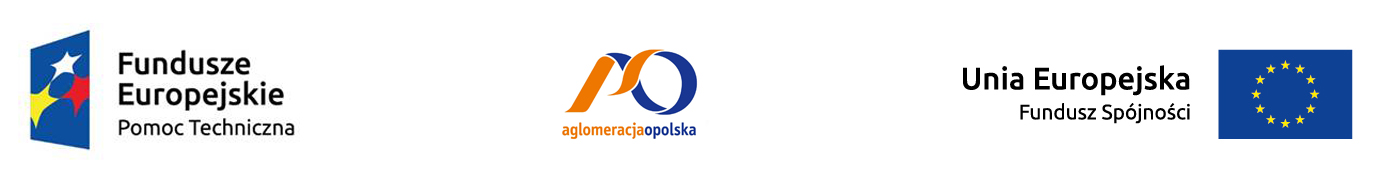 Fundusze
Europejskie
Pomoc Techniczna
aglomeracjaopolska
Unia Europejska
Fundusz Spójności